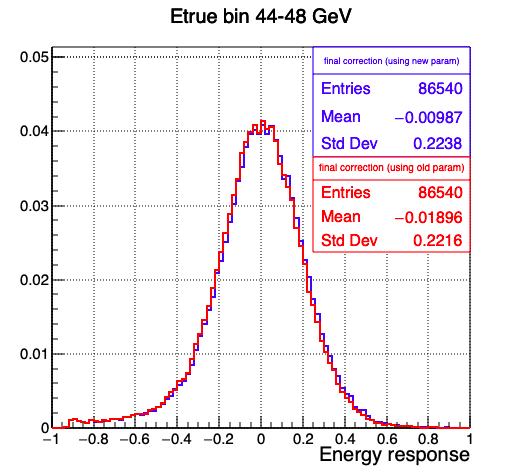 Etrue bin 44-48 GeV
0.05
0.04
0.03
0.02
0.01
0
final correction (using new param)
Entries 86540
Mean −0.00987
Std Dev 0.2238
final correction (using old param)
Entries 86540
Mean −0.01896
Std Dev 0.2216
−1 −0.8 −0.6 −0.4 −0.2 0 0.2 0.4 0.6 0.8 1
Energy response